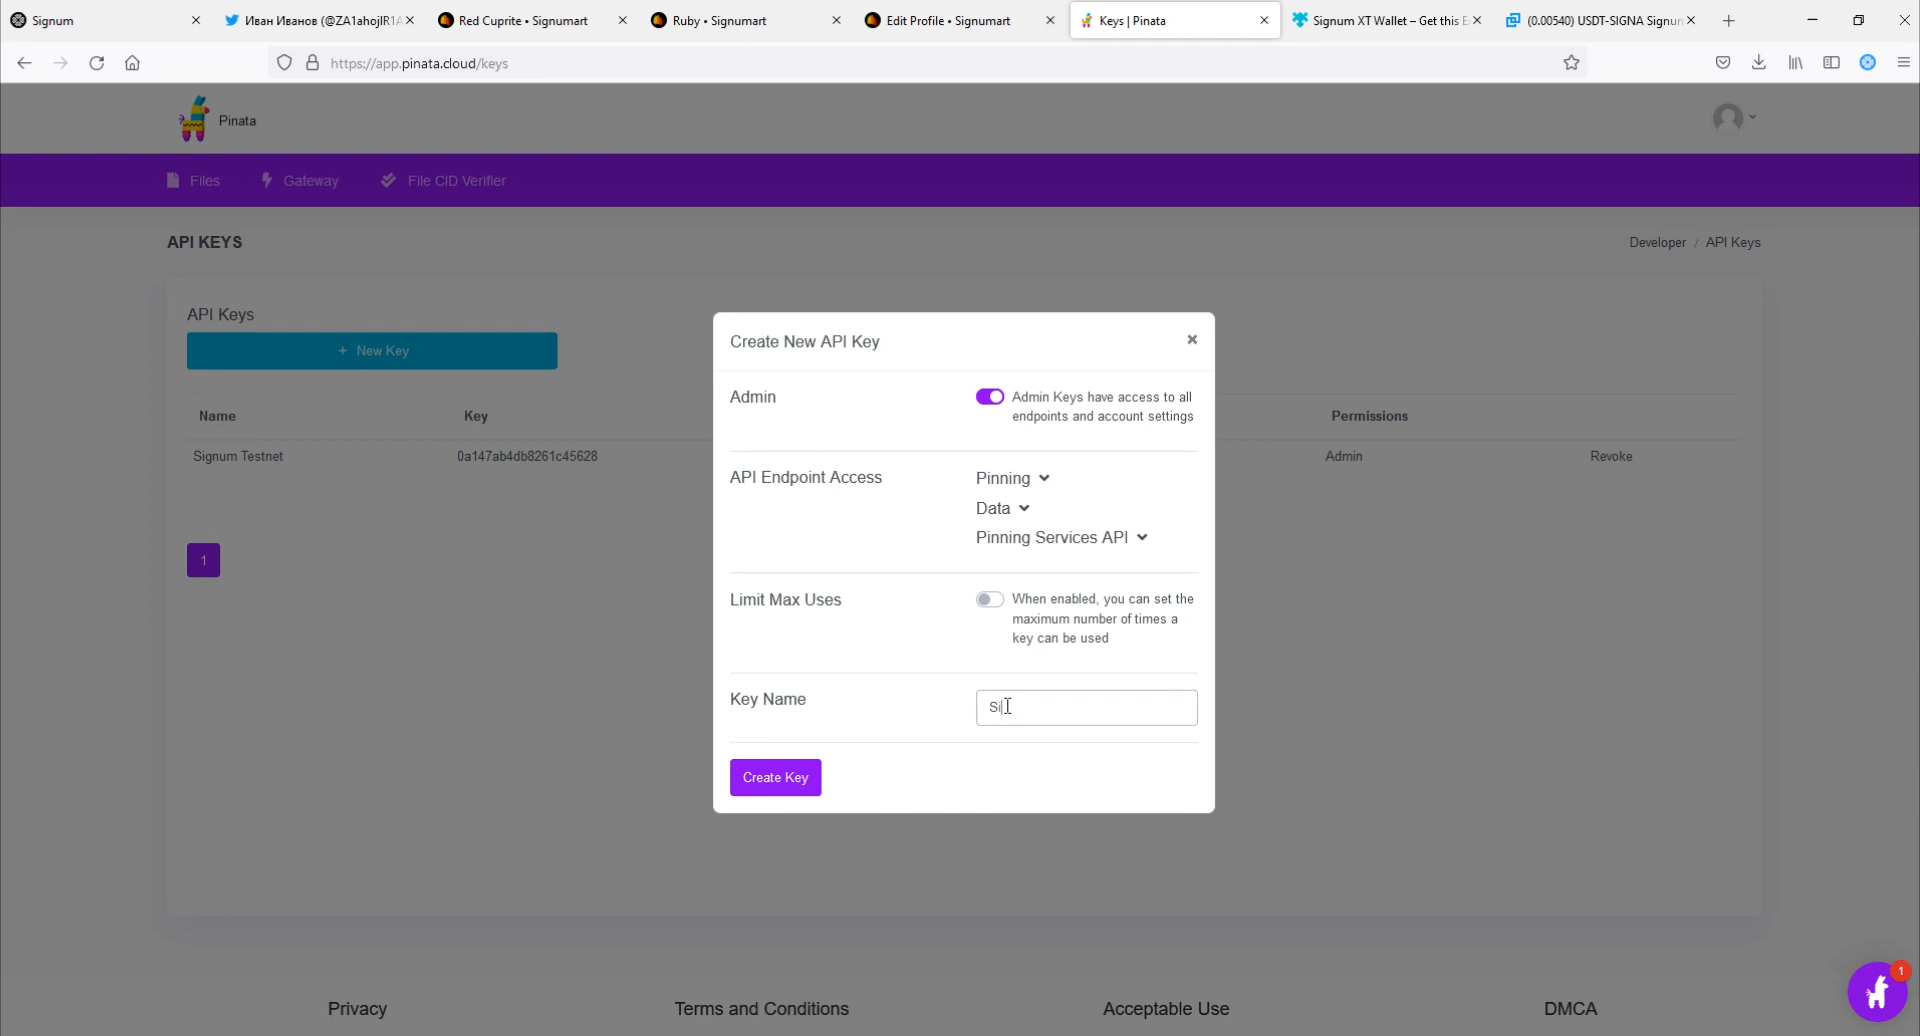 Signum
Иван Иванов (@ZA1ahojlR1A
Red Cuprite • Signumart
Ruby • Signumart
Edit Profile • Signumart
Keys | Pinata
Signum XT Wallet – Get this E
(0.00540) USDT-SIGNA Signun
https://app.pinata.cloud/keys
Pinata
Files
Gateway
File CID Verifier
API KEYS
Developer / API Keys
API Keys
+ New Key
Name
Key
Permissions
Signum Testnet
0a147ab4db8261c45628
Admin
Revoke
1
Create New API Key
Admin
Admin Keys have access to all
endpoints and account settings
API Endpoint Access
Pinning
Data
Pinning Services API
Limit Max Uses
When enabled, you can set the
maximum number of times a
key can be used
Key Name
Si
Create Key
Privacy
Terms and Conditions
Acceptable Use
DMCA
1